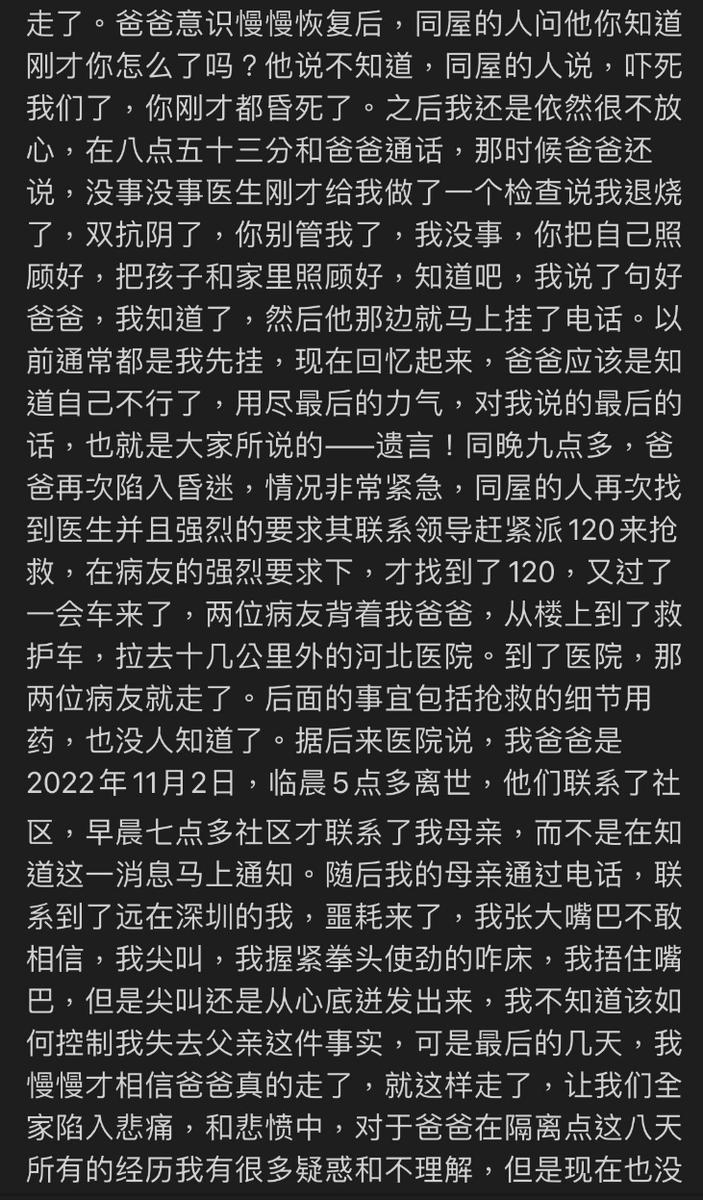 走了。爸爸意识慢慢恢复后，同屋的人问他你知道
刚才你怎么了吗？他说不知道，同屋的人说，吓死
我们了，你刚才都昏死了。之后我还是依然很不放
心，在八点五十三分和爸爸通话，那时候爸爸还
说，没事没事医生刚才给我做了一个检查说我退烧
了，双抗阴了，你别管我了，我没事，你把自己照
顾好，把孩子和家里照顾好，知道吧，我说了句好
爸爸，我知道了，然后他那边就马上挂了电话。以
前通常都是我先挂，现在回忆起来，爸爸应该是知
道自己不行了，用尽最后的力气，对我说的最后的
话，也就是大家所说的——遗言！同晚九点多，爸
爸再次陷入昏迷，情况非常紧急，同屋的人再次找
到医生并且强烈的要求其联系领导赶紧派120来抢
救，在病友的强烈要求下，才找到了120，又过了
一会车来了，两位病友背着我爸爸，从楼上到了救
护车，拉去十几公里外的河北医院。到了医院，那
两位病友就走了。后面的事宜包括抢救的细节用
药，也没人知道了。据后来医院说，我爸爸是
2022年11月2日，临晨5点多离世，他们联系了社
区，早晨七点多社区才联系了我母亲，而不是在知
道这一消息马上通知。随后我的母亲通过电话，联
系到了远在深圳的我，噩耗来了，我张大嘴巴不敢
相信，我尖叫，我握紧拳头使劲的咋床，我捂住嘴
巴，但是尖叫还是从心底迸发出来，我不知道该如
何控制我失去父亲这件事实，可是最后的几天，我
慢慢才相信爸爸真的走了，就这样走了，让我们全
家陷入悲痛，和悲愤中，对于爸爸在隔离点这八天
所有的经历我有很多疑惑和不理解，但是现在也没